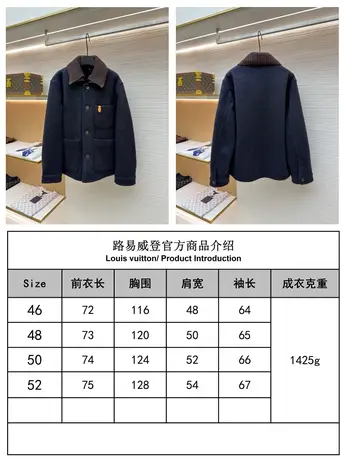 路易威登官方商品介绍
Louis vuitton/ Product Introduction
Size 前衣长 胸围 肩宽 袖长 成衣克重
46 72 116 48 64
48 73 120 50 65
50 74 124 52 66
52 75 128 54 67
1425g